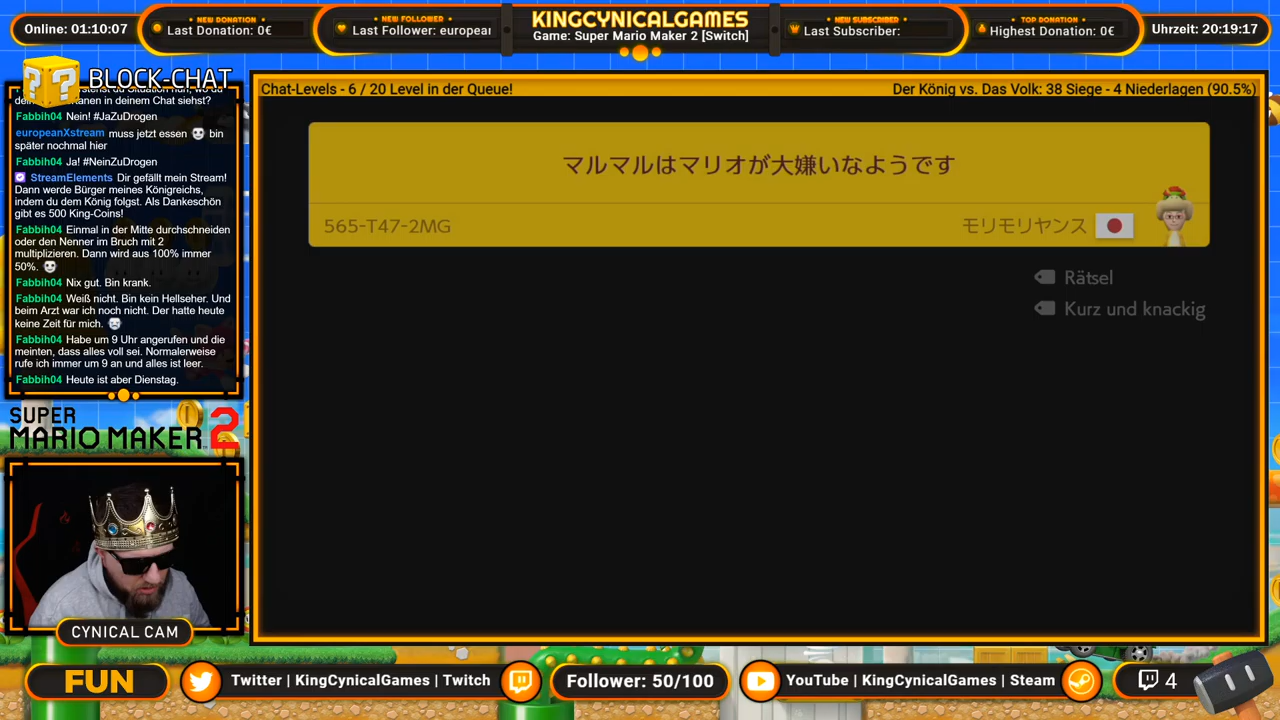 Online: 01:10:07
NEW DONATION
Last Donation: 0€
NEW FOLLOWER
Last Follower: europeaı
KINGCYNICALGAMES
Game: Super Mario Maker 2 [Switch]
NEW SUBSCRIBER
Last Subscriber:
TOP DONATION
Highest Donation: 0€
Uhrzeit: 20:19:17
BLOCK-CHAT
tanen in deinem Chat siehst?
Fabbih04 Nein! #JaZuDrogen
europeanXstream muss jetzt essen bin
später nochmal hier
Fabbih04 Ja! #NeinZuDrogen
StreamElements Dir gefällt mein Stream!
Dann werde Bürger meines Königreichs,
indem du dem König folgst. Als Dankeschön
gibt es 500 King-Coins!
Fabbih04 Einmal in der Mitte durchschneiden
oder den Nenner im Bruch mit 2
multiplizieren. Dann wird aus 100% immer
50%.
Fabbih04 Nix gut. Bin krank.
Fabbih04 Weiß nicht. Bin kein Hellseher. Und
beim Arzt war ich noch nicht. Der hatte heute
keine Zeit für mich.
Fabbih04 Habe um 9 Uhr angerufen und die
meinten, dass alles voll sei. Normalerweise
rufe ich immer um 9 an und alles ist leer.
Fabbih04 Heute ist aber Dienstag.
SUPER
MARIO MAKER 2
CYNICAL CAM
Chat-Levels - 6 / 20 Level in der Queue!
Der König vs. Das Volk: 38 Siege - 4 Niederlagen (90.5%)
マルマルはマリオが大嫌いなようです
565-T47-2MG
モリモリヤンス
Rätsel
Kurz und knackig
FUN
Twitter | KingCynicalGames | Twitch
Follower: 50/100
YouTube | KingCynicalGames | Steam
4